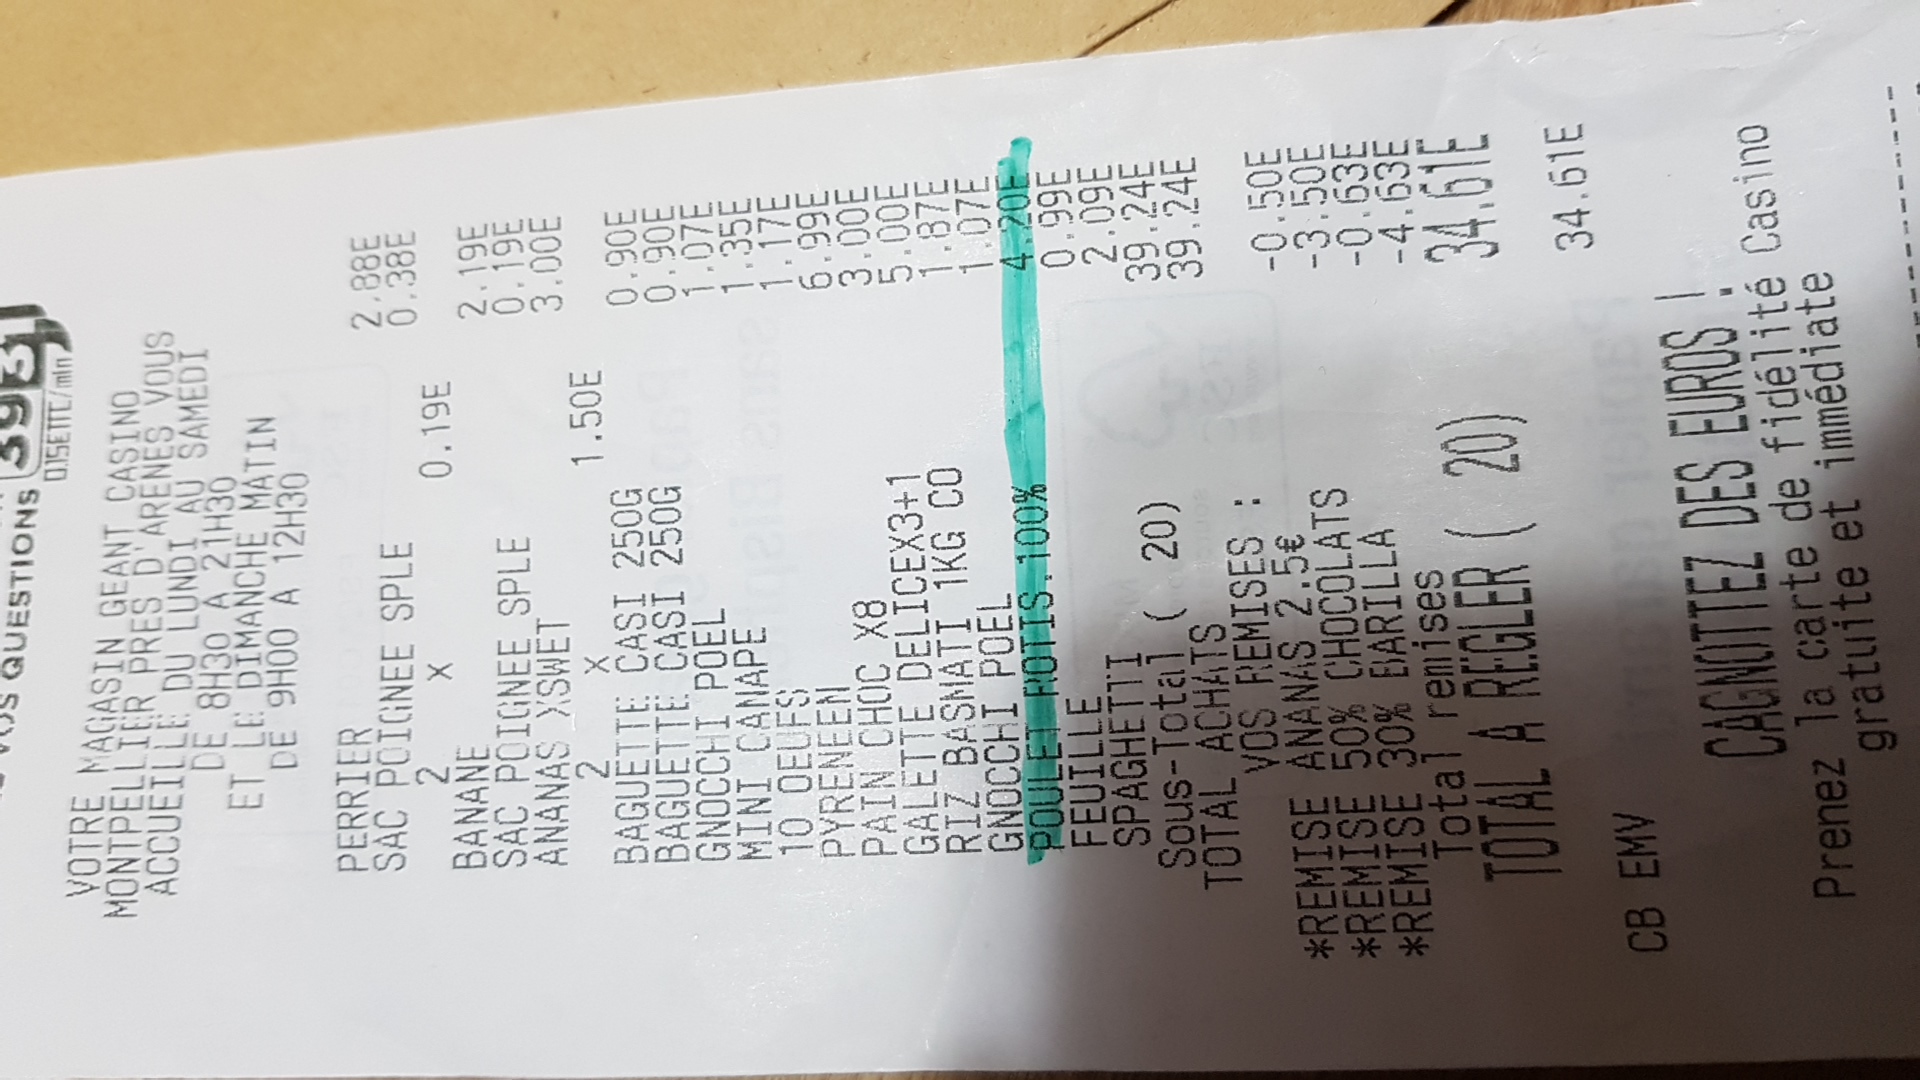 VOS QUESTIONS 3931
0.15€TTC/min
VOTRE MAGASIN GEANT CASINO
MONTPELLIER PRES D'ARENES VOUS
ACCUEILLE DU LUNDI AU SAMEDI
DE 8H30 A 21H30
ET LE DIMANCHE MATIN
DE 9H00 A 12H30
PERRIER 2.88E
SAC POIGNEE SPLE 0.38E
2 X 0.19E
BANANE 2.19E
SAC POIGNEE SPLE 0.19E
ANANAS XSWET 3.00E
2 X 1.50E
BAGUETTE CASI 250G 0.90E
BAGUETTE CASI 250G 0.90E
GNOCCHI POEL 1.07E
MINI CANAPE 1.35E
10 OEUFS 1.17E
PYRENEEN 6.99E
PAIN CHOC X8 3.00E
GALETTE DELICEX3+1 5.00E
RIZ BASMATI 1KG CO 1.87E
GNOCCHI POEL 1.07E
POULET ROTIS.100% 4.20E
FEUILLE 0.99E
SPAGHETTI 2.09E
Sous-Total ( 20) 39.24E
TOTAL ACHATS 39.24E
VOS REMISES :
*REMISE ANANAS 2.5€ -0.50E
*REMISE 50% CHOCOLATS -3.50E
*REMISE 30% BARILLA -0.63E
Total remises -4.63E
TOTAL A REGLER ( 20) 34.61E
CB EMV 34.61E
CAGNOTTEZ DES EUROS !
Prenez la carte de fidélité Casino
gratuite et immédiate